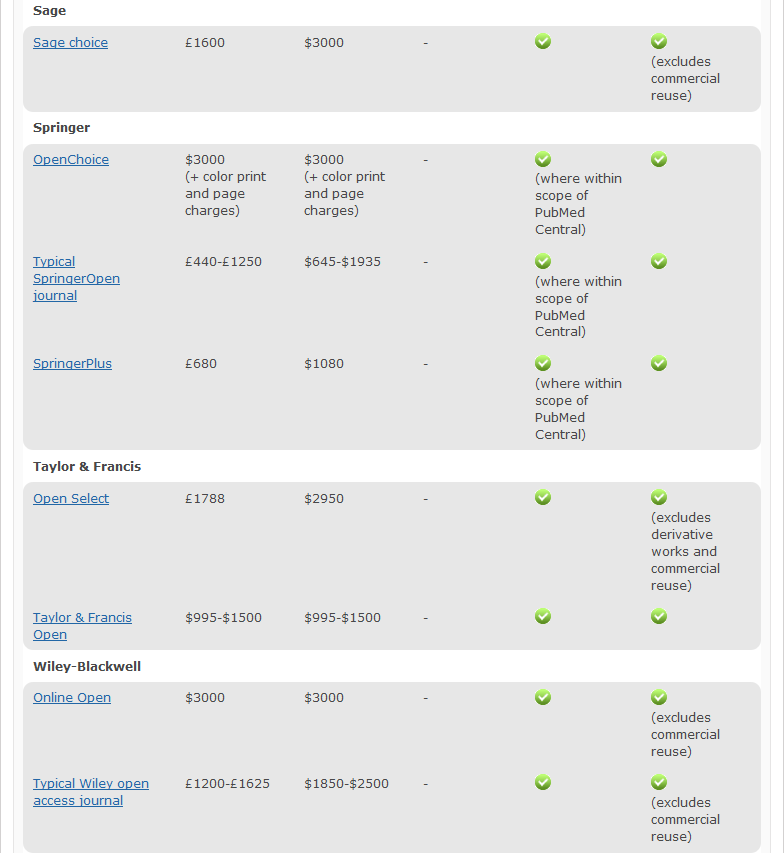 Sage
Sage choice £1600 $3000 -
(excludes
commercial
reuse)
Springer
OpenChoice $3000 $3000 -
(+ color print (+ color print (where within
and page and page scope of
charges) charges) PubMed
Central)
Typical £440-£1250 $645-$1935 -
SpringerOpen (where within
journal scope of
PubMed
Central)
SpringerPlus £680 $1080 -
(where within
scope of
PubMed
Central)
Taylor & Francis
Open Select £1788 $2950 -
(excludes
derivative
works and
commercial
reuse)
Taylor & Francis $995-$1500 $995-$1500 -
Open
Wiley-Blackwell
Online Open $3000 $3000 -
(excludes
commercial
reuse)
Typical Wiley open £1200-£1625 $1850-$2500 -
access journal
(excludes
commercial
reuse)